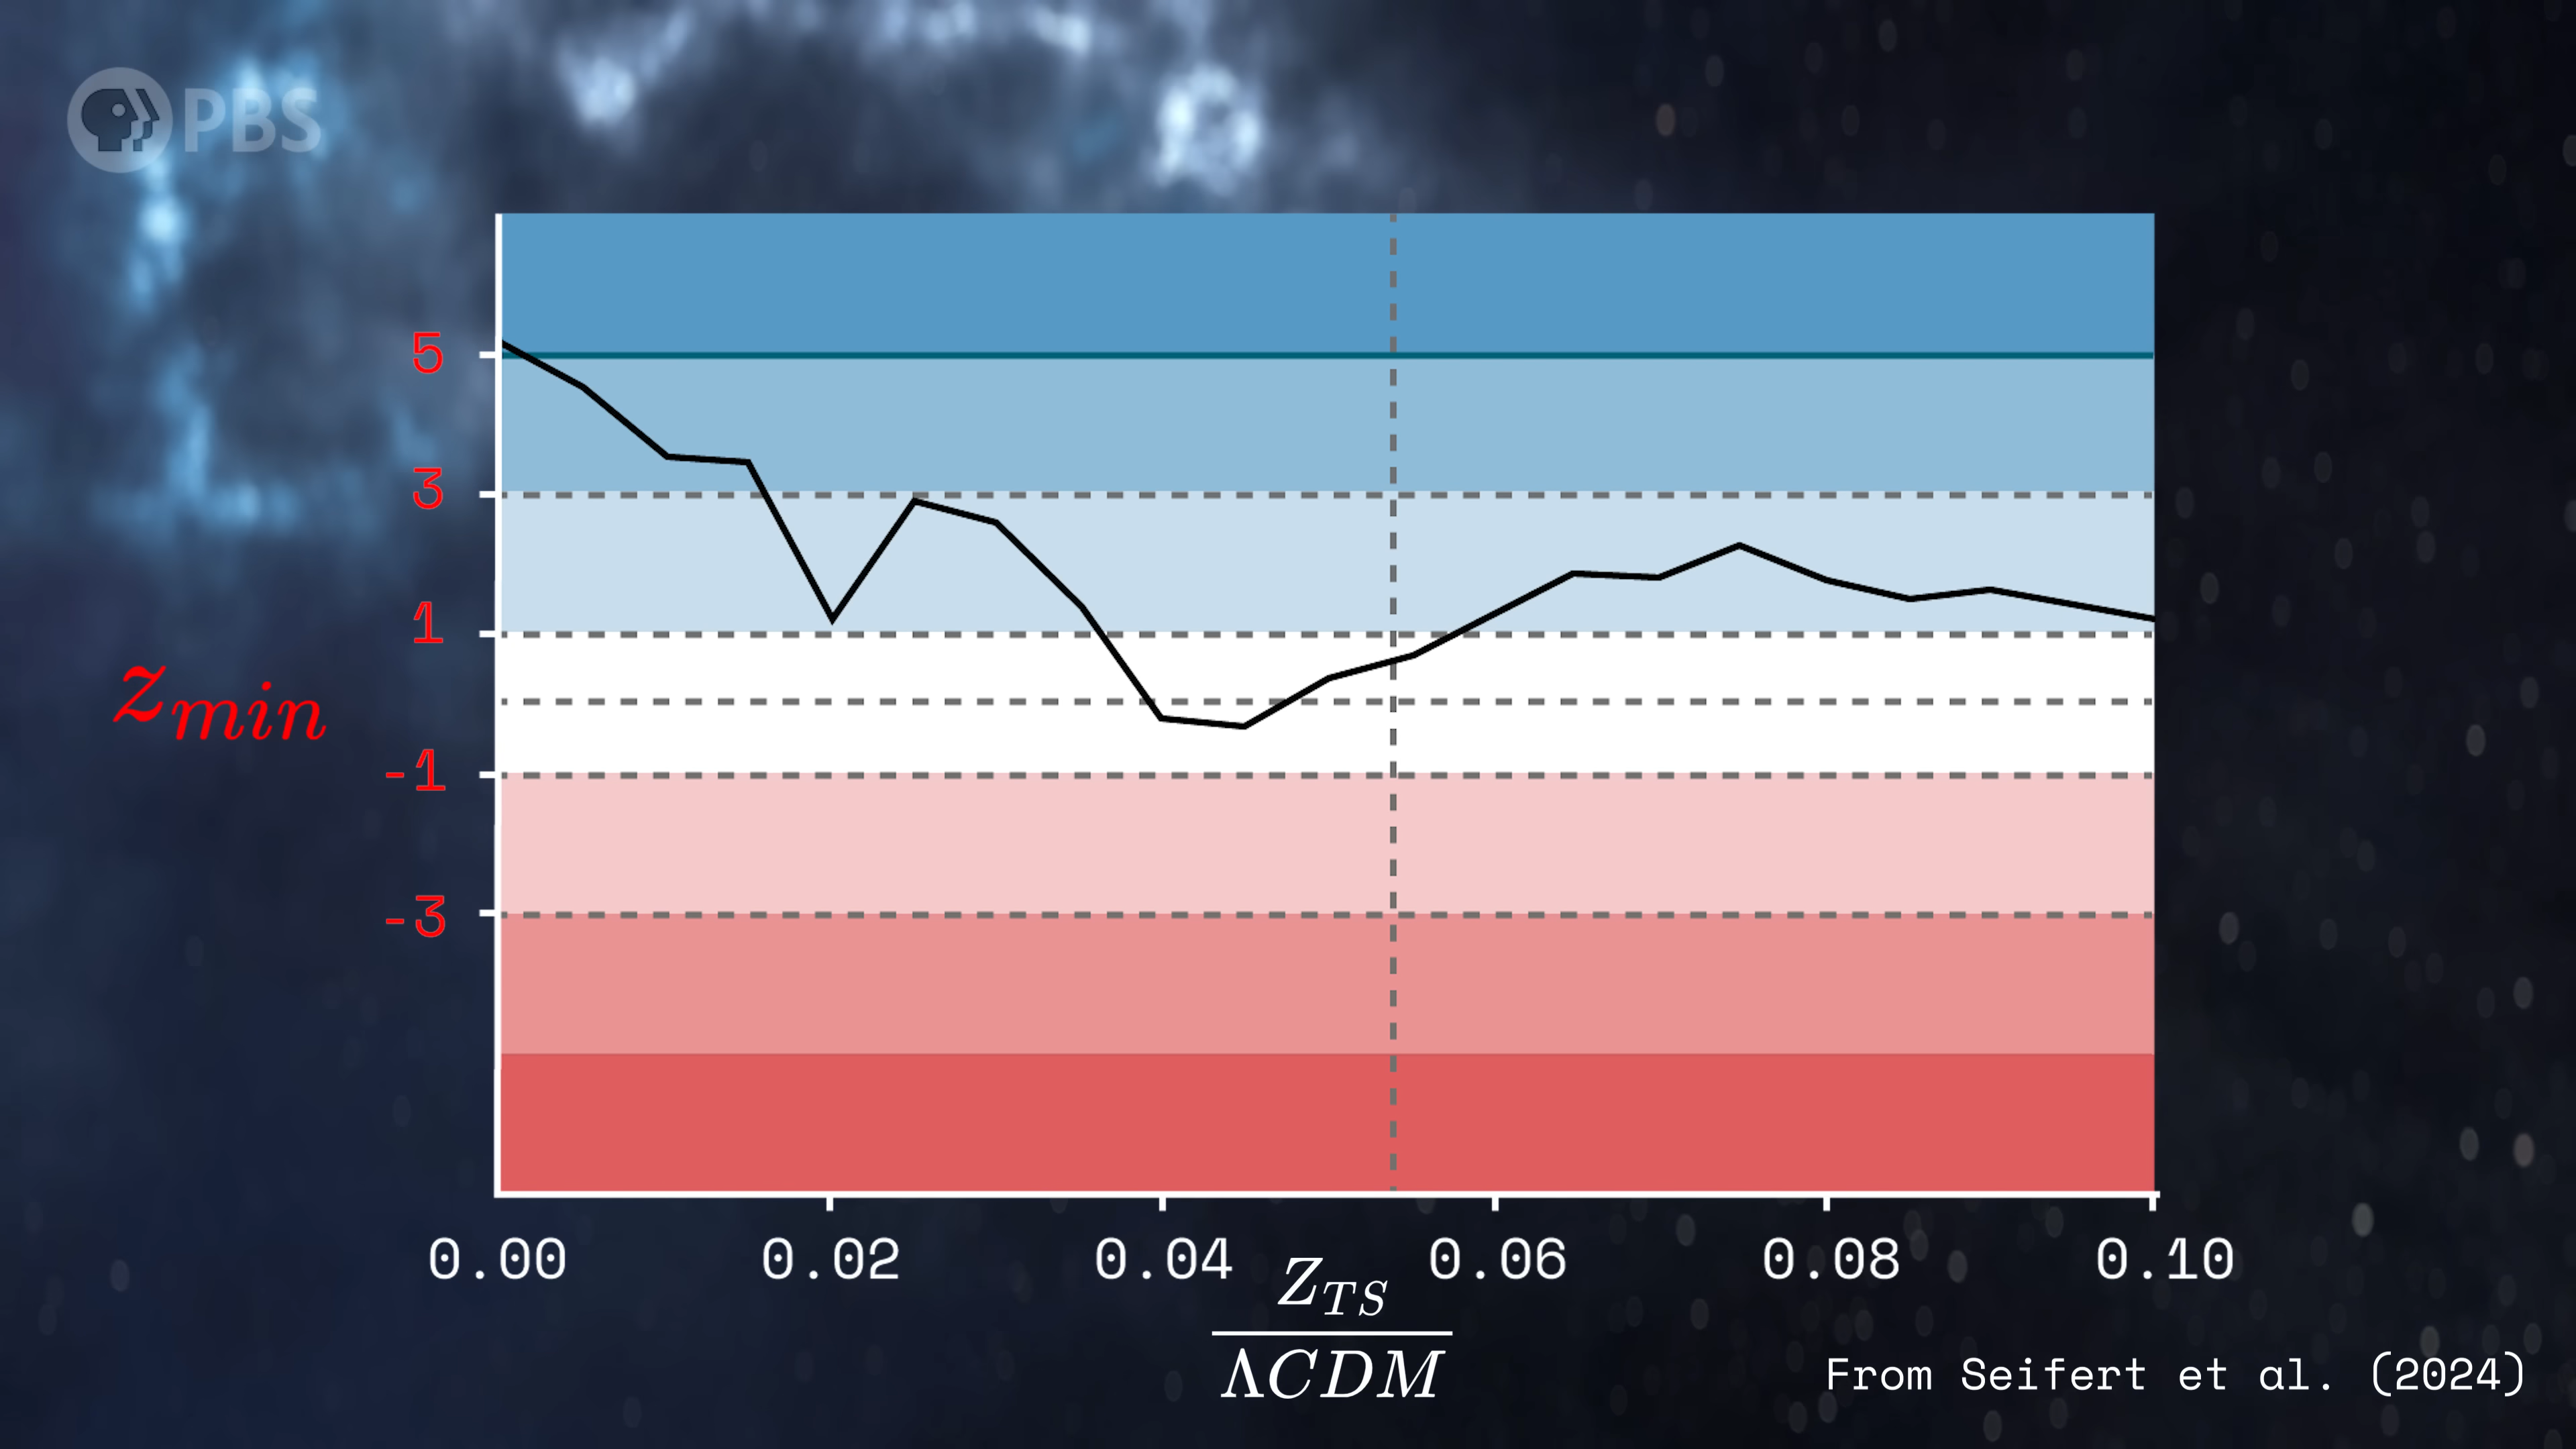 PBS
5
3
1
z_min
-1
-3
0.00 0.02 0.04 0.06 0.08 0.10
Z_TS
ΛCDM
From Seifert et al. (2024)